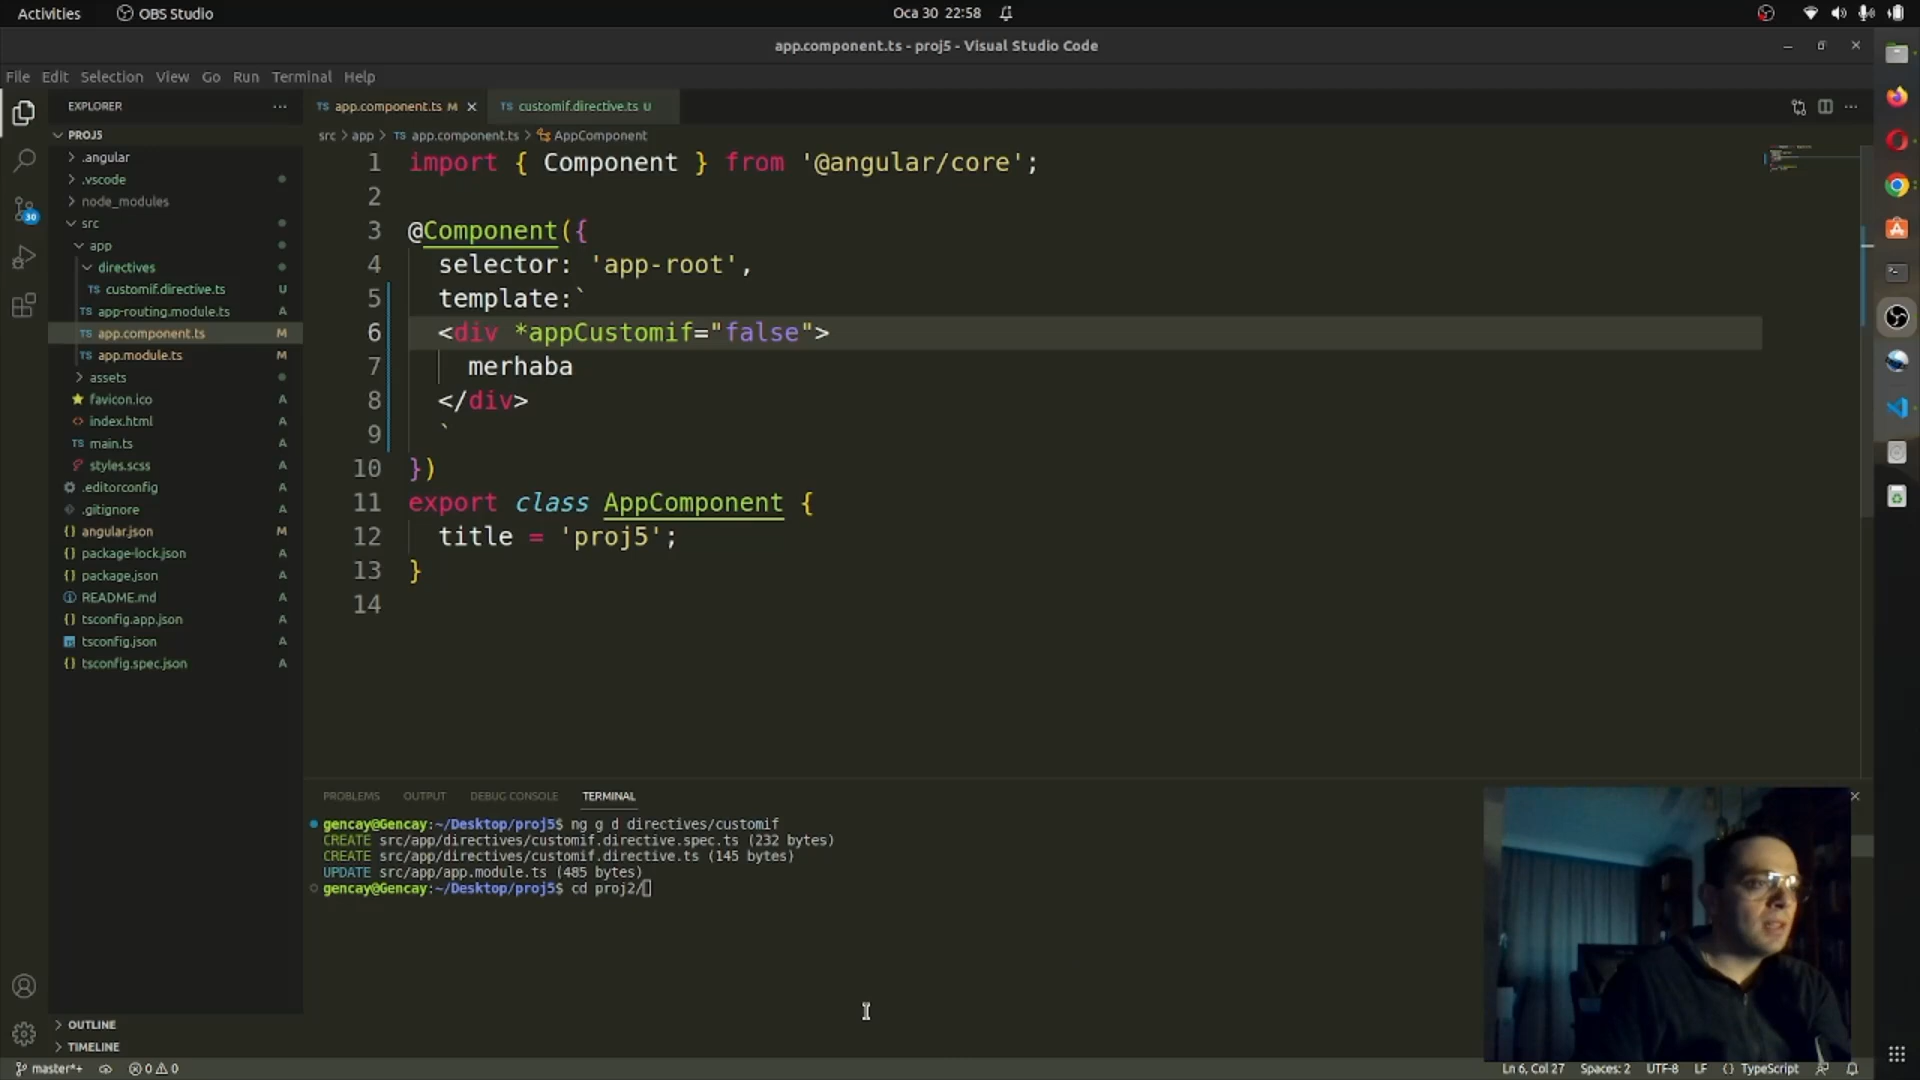 Activities
OBS Studio
Oca 30 22:58
app.component.ts - proj5 - Visual Studio Code
File Edit Selection View Go Run Terminal Help
EXPLORER
PROJ5
.angular
.vscode
node_modules
src
app
directives
TS customif.directive.ts U
TS app-routing.module.ts A
TS app.component.ts M
TS app.module.ts M
assets
favicon.ico A
<> index.html A
TS main.ts A
styles.scss A
.editorconfig A
.gitignore A
{} angular.json M
{} package-lock.json A
{} package.json A
README.md A
{} tsconfig.app.json A
tsconfig.json A
{} tsconfig.spec.json A
OUTLINE
TIMELINE
30
TS app.component.ts M
TS customif.directive.ts U
src > app > TS app.component.ts > AppComponent
1 import { Component } from '@angular/core';
2
3 @Component({
4 selector: 'app-root',
5 template:`
6 <div *appCustomif="false">
7 merhaba
8 </div>
9 `
10 })
11 export class AppComponent {
12 title = 'proj5';
13 }
14
PROBLEMS OUTPUT DEBUG CONSOLE TERMINAL
gencay@Gencay:~/Desktop/proj5$ ng g d directives/customif
CREATE src/app/directives/customif.directive.spec.ts (232 bytes)
CREATE src/app/directives/customif.directive.ts (145 bytes)
UPDATE src/app/app.module.ts (485 bytes)
gencay@Gencay:~/Desktop/proj5$ cd proj2/
master*+ 0 0
Ln 6, Col 27 Spaces: 2 UTF-8 LF {} TypeScript